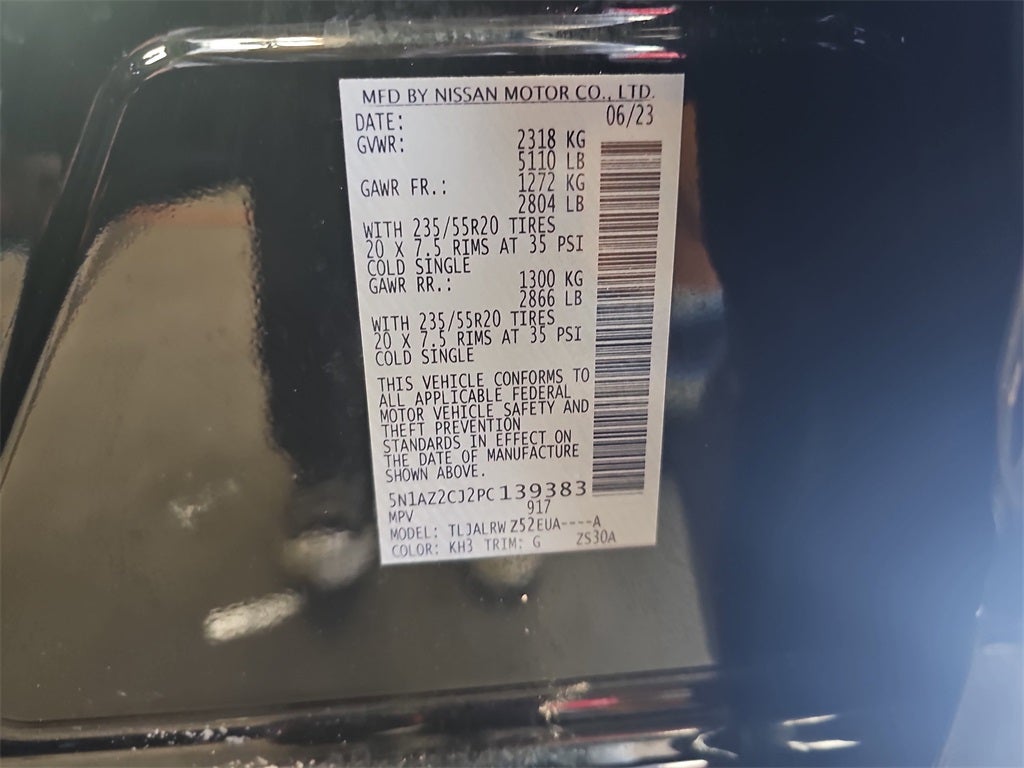 MFD BY NISSAN MOTOR CO., LTD.
DATE: 06/23
GVWR: 2318 KG
5110 LB
GAWR FR.: 1272 KG
2804 LB
WITH 235/55R20 TIRES
20 X 7.5 RIMS AT 35 PSI
COLD SINGLE
GAWR RR.: 1300 KG
2866 LB
WITH 235/55R20 TIRES
20 X 7.5 RIMS AT 35 PSI
COLD SINGLE
THIS VEHICLE CONFORMS TO
ALL APPLICABLE FEDERAL
MOTOR VEHICLE SAFETY AND
THEFT PREVENTION
STANDARDS IN EFFECT ON
THE DATE OF MANUFACTURE
SHOWN ABOVE.
5N1AZ2CJ2PC139383
MPV 917
MODEL: TLJALRWZ52EUA----A
COLOR: KH3 TRIM: G ZS30A